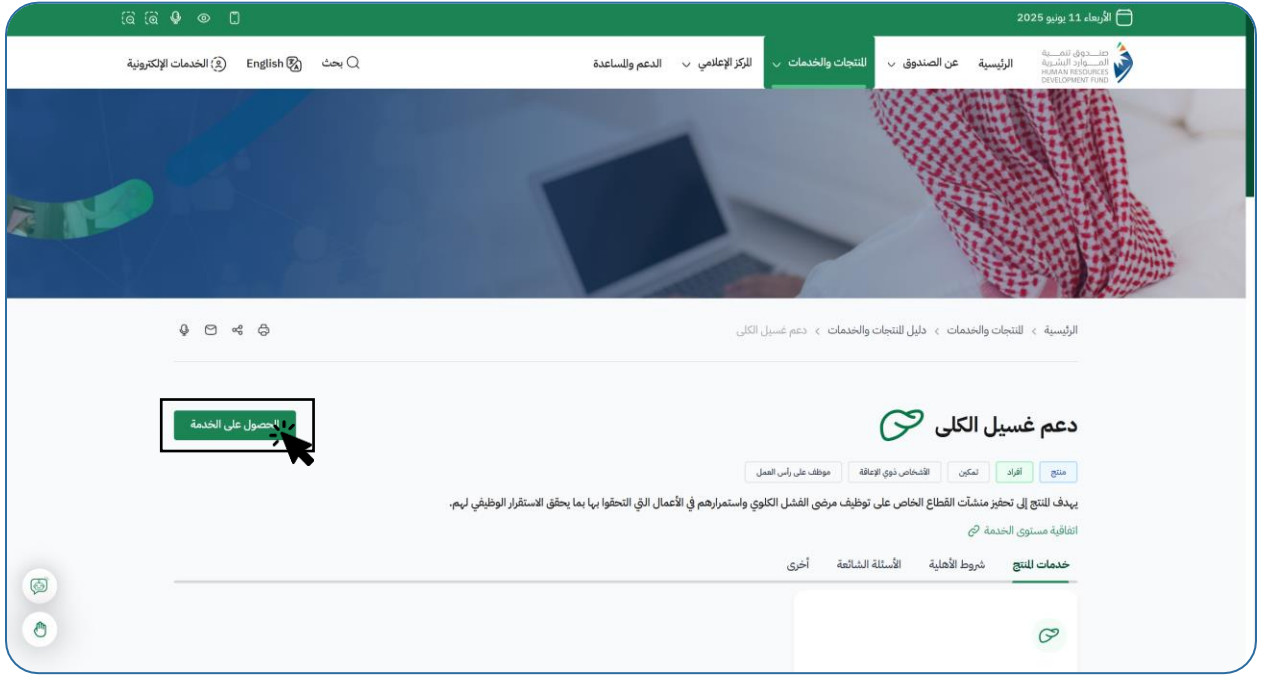 الأربعاء 11 يونيو 2025
صنـــدوق تنمـــية
المـــوارد البشـرية
HUMAN RESOURCES
DEVELOPMENT FUND
الرئيسية عن الصندوق المنتجات والخدمات المركز الإعلامي الدعم والمساعدة بحث English الخدمات الإلكترونية
الرئيسية > المنتجات والخدمات > دليل المنتجات والخدمات > دعم غسيل الكلى
دعم غسيل الكلى
الحصول على الخدمة
منتج أفراد تمكين الأشخاص ذوي الإعاقة موظف على رأس العمل
يهدف المنتج إلى تحفيز منشآت القطاع الخاص على توظيف مرضى الفشل الكلوي واستمرارهم في الأعمال التي التحقوا بها بما يحقق الاستقرار الوظيفي لهم.
اتفاقية مستوى الخدمة
خدمات المنتج شروط الأهلية الأسئلة الشائعة أخرى